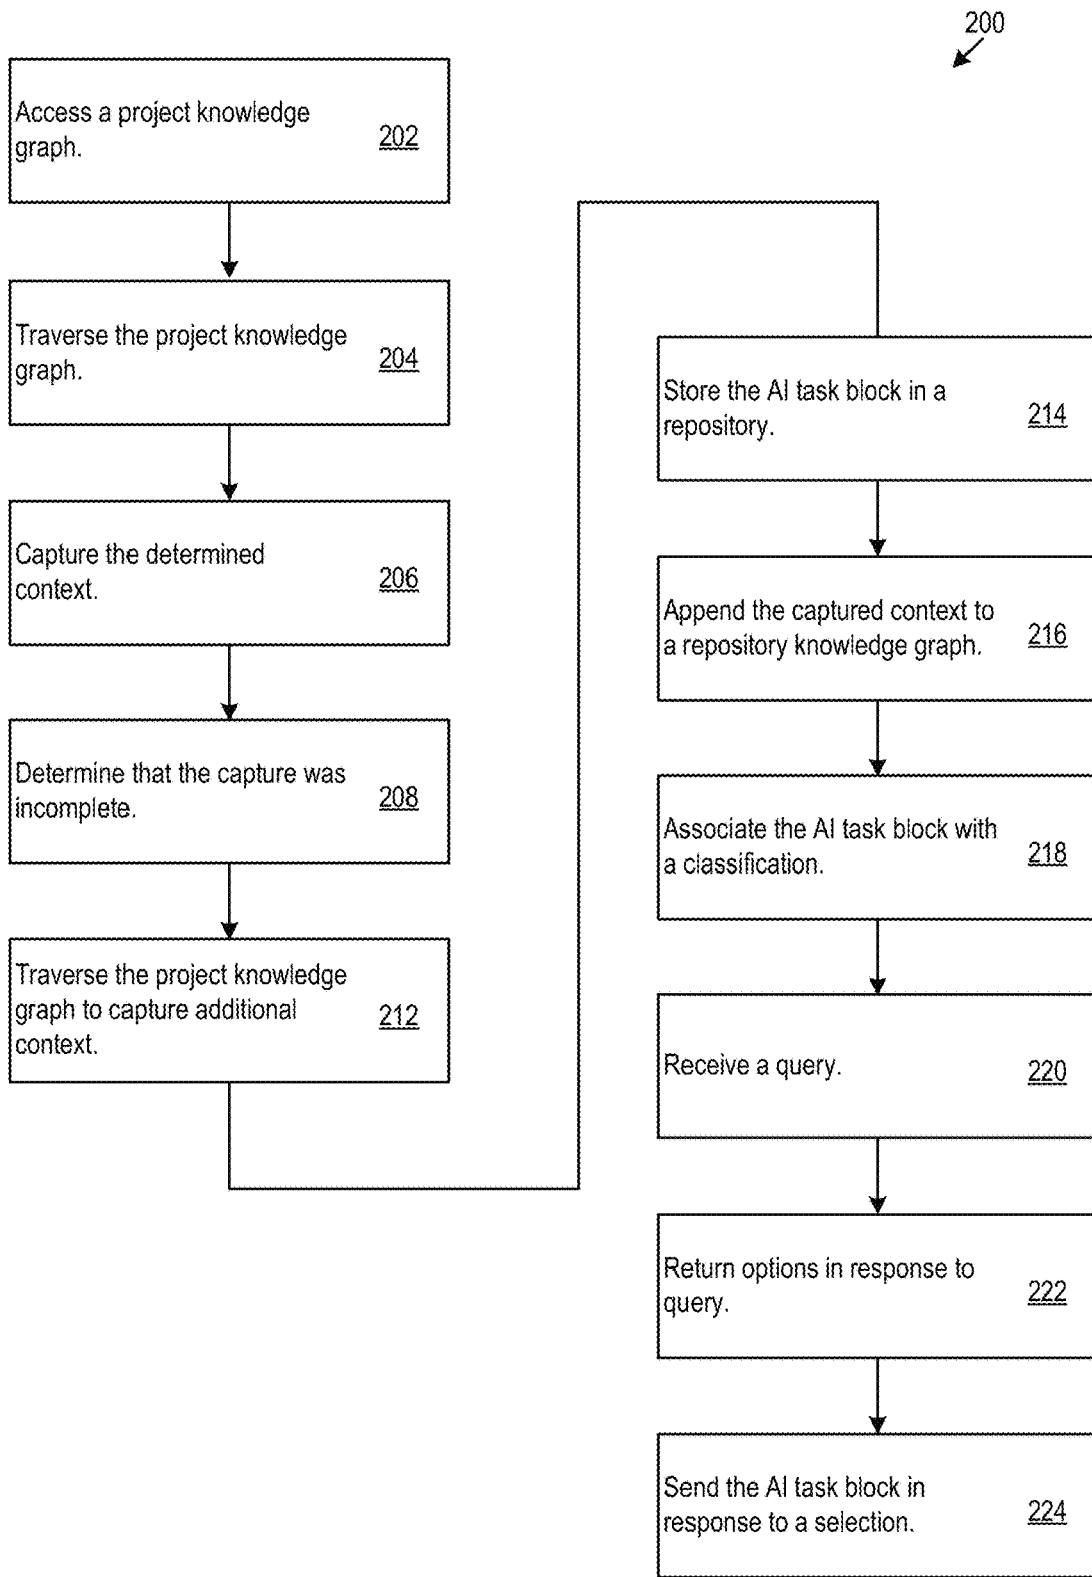 200
Access a project knowledge
graph.
202
Traverse the project knowledge
graph.
204
Capture the determined
context.
206
Determine that the capture was
incomplete.
208
Traverse the project knowledge
graph to capture additional
context.
212
Store the AI task block in a
repository.
214
Append the captured context to
a repository knowledge graph.
216
Associate the AI task block with
a classification.
218
Receive a query.
220
Return options in response to
query.
222
Send the AI task block in
response to a selection.
224